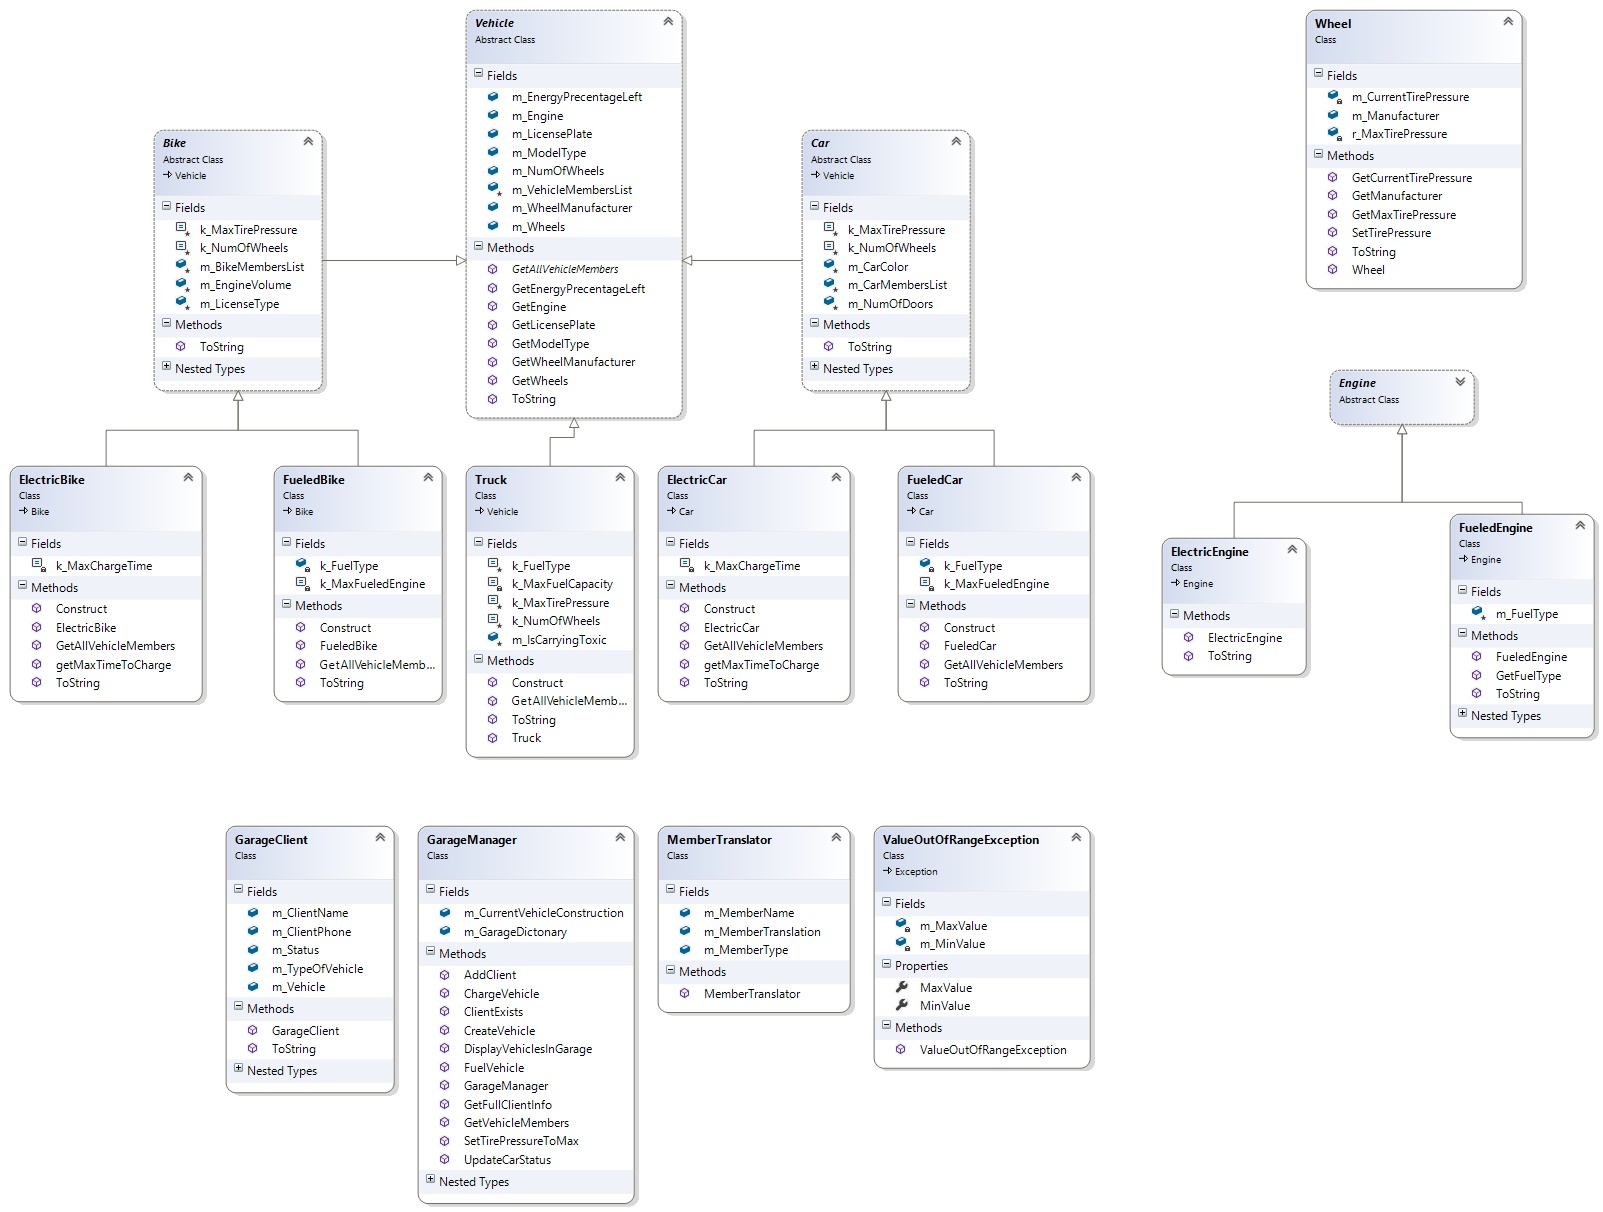 Vehicle
Abstract Class
Fields
m_EnergyPrecentageLeft
m_Engine
m_LicensePlate
m_ModelType
m_NumOfWheels
m_VehicleMembersList
m_WheelManufacturer
m_Wheels
Methods
GetAllVehicleMembers
GetEnergyPrecentageLeft
GetEngine
GetLicensePlate
GetModelType
GetWheelManufacturer
GetWheels
ToString
Wheel
Class
Fields
m_CurrentTirePressure
m_Manufacturer
r_MaxTirePressure
Methods
GetCurrentTirePressure
GetManufacturer
GetMaxTirePressure
SetTirePressure
ToString
Wheel
Bike
Abstract Class
Vehicle
Fields
k_MaxTirePressure
k_NumOfWheels
m_BikeMembersList
m_EngineVolume
m_LicenseType
Methods
ToString
Nested Types
Car
Abstract Class
Vehicle
Fields
k_MaxTirePressure
k_NumOfWheels
m_CarColor
m_CarMembersList
m_NumOfDoors
Methods
ToString
Nested Types
Engine
Abstract Class
ElectricBike
Class
Bike
Fields
k_MaxChargeTime
Methods
Construct
ElectricBike
GetAllVehicleMembers
getMaxTimeToCharge
ToString
FueledBike
Class
Bike
Fields
k_FuelType
k_MaxFueledEngine
Methods
Construct
FueledBike
GetAllVehicleMemb...
ToString
Truck
Class
Vehicle
Fields
k_FuelType
k_MaxFuelCapacity
k_MaxTirePressure
k_NumOfWheels
m_IsCarryingToxic
Methods
Construct
GetAllVehicleMemb...
ToString
Truck
ElectricCar
Class
Car
Fields
k_MaxChargeTime
Methods
Construct
ElectricCar
GetAllVehicleMembers
getMaxTimeToCharge
ToString
FueledCar
Class
Car
Fields
k_FuelType
k_MaxFueledEngine
Methods
Construct
FueledCar
GetAllVehicleMembers
ToString
ElectricEngine
Class
Engine
Methods
ElectricEngine
ToString
FueledEngine
Class
Engine
Fields
m_FuelType
Methods
FueledEngine
GetFuelType
ToString
Nested Types
GarageClient
Class
Fields
m_ClientName
m_ClientPhone
m_Status
m_TypeOfVehicle
m_Vehicle
Methods
GarageClient
ToString
Nested Types
GarageManager
Class
Fields
m_CurrentVehicleConstruction
m_GarageDictonary
Methods
AddClient
ChargeVehicle
ClientExists
CreateVehicle
DisplayVehiclesInGarage
FuelVehicle
GarageManager
GetFullClientInfo
GetVehicleMembers
SetTirePressureToMax
UpdateCarStatus
Nested Types
MemberTranslator
Class
Fields
m_MemberName
m_MemberTranslation
m_MemberType
Methods
MemberTranslator
ValueOutOfRangeException
Class
Exception
Fields
m_MaxValue
m_MinValue
Properties
MaxValue
MinValue
Methods
ValueOutOfRangeException